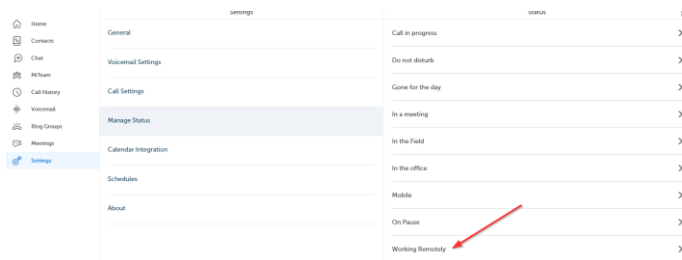 Settings
Status
Home
Contacts
Chat
MiTeam
Call History
Voicemail
Ring Groups
Meetings
Settings
General
Voicemail Settings
Call Settings
Manage Status
Calendar Integration
Schedules
About
Call in progress
Do not disturb
Gone for the day
In a meeting
In the Field
In the office
Mobile
On Pause
Working Remotely